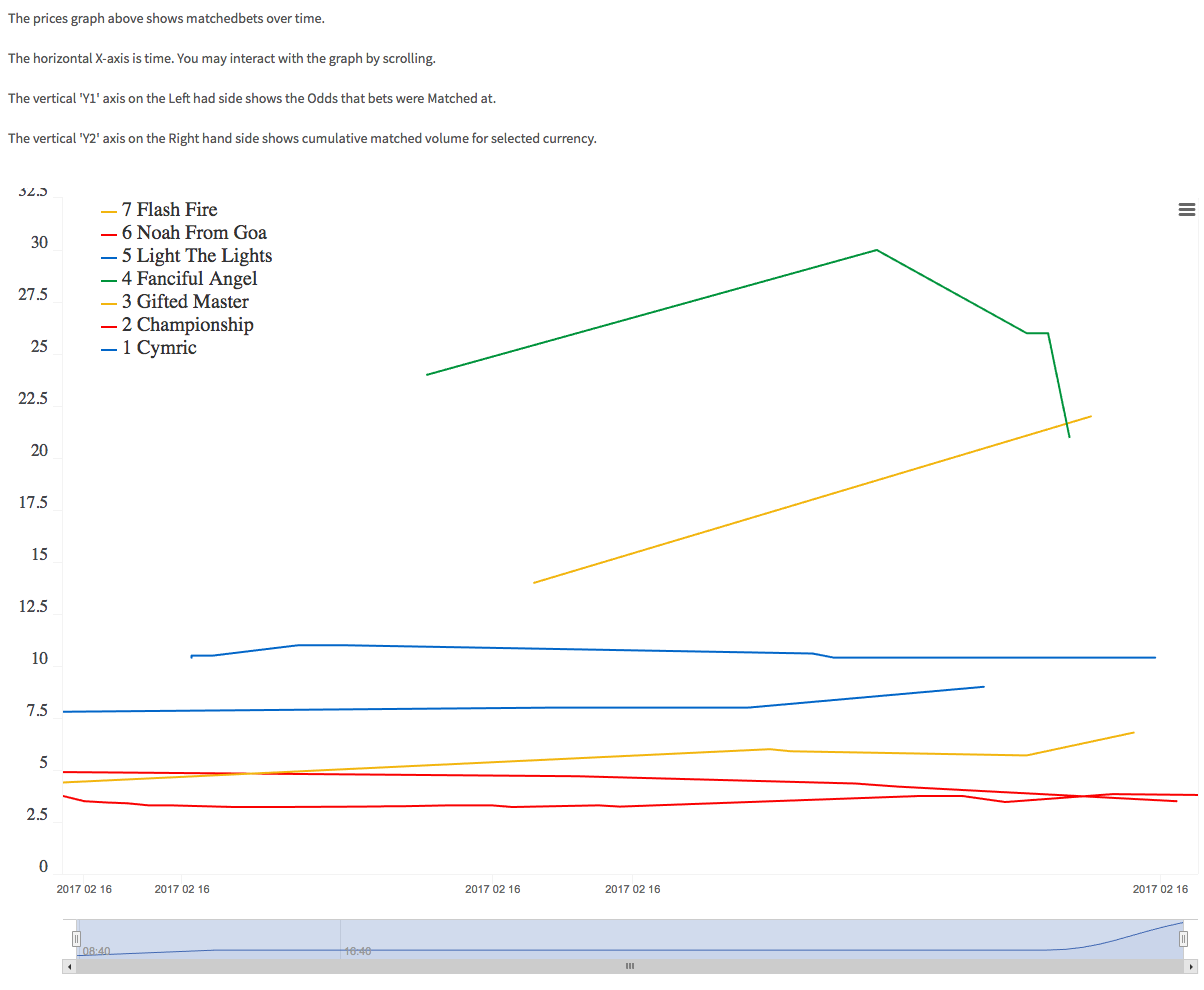 The prices graph above shows matchedbets over time.
The horizontal X-axis is time. You may interact with the graph by scrolling.
The vertical 'Y1' axis on the Left had side shows the Odds that bets were Matched at.
The vertical 'Y2' axis on the Right hand side shows cumulative matched volume for selected currency.
32.5
7 Flash Fire
6 Noah From Goa
30
5 Light The Lights
4 Fanciful Angel
27.5
3 Gifted Master
2 Championship
25
1 Cymric
22.5
20
17.5
15
12.5
10
7.5
5
2.5
0
2017 02 16 2017 02 16 2017 02 16 2017 02 16 2017 02 16
08:40 10:40